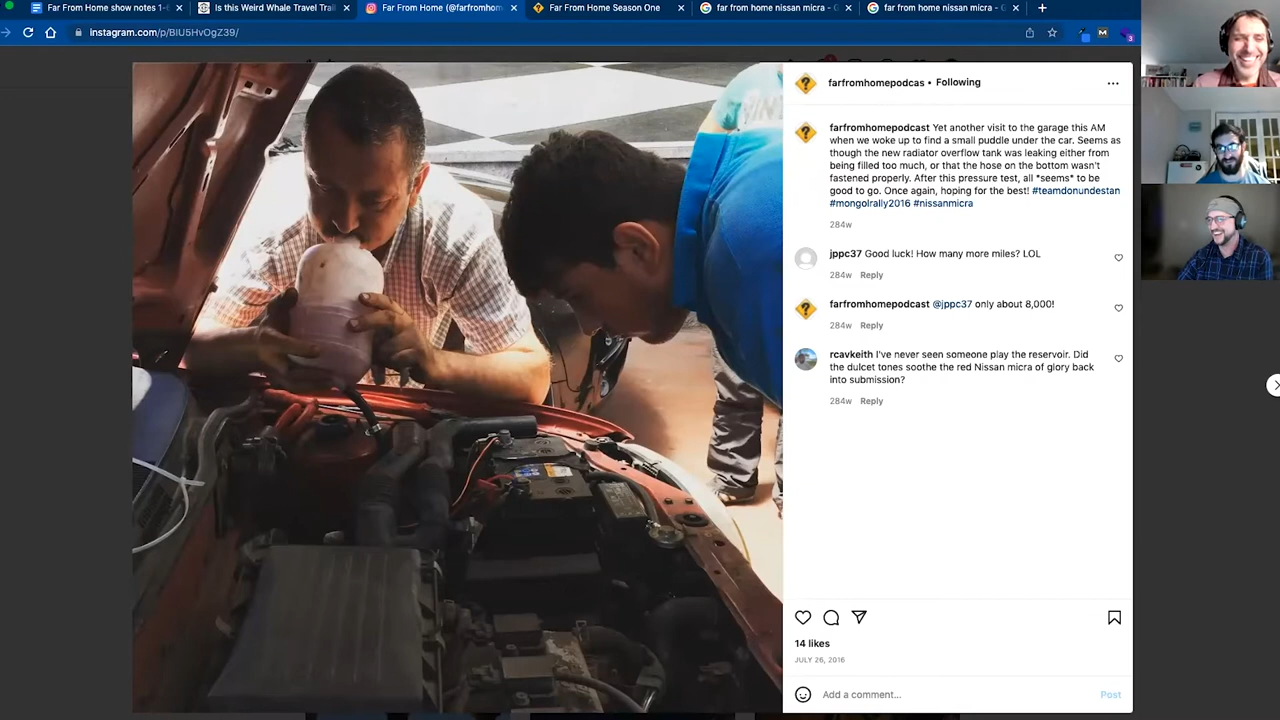 Far From Home show notes 1-6
Is this Weird Whale Travel Trail
Far From Home (@farfromhom
Far From Home Season One
far from home nissan micra - G
far from home nissan micra - G
instagram.com/p/BIU5HvOgZ39/
M
3
farfromhomepodcas • Following
farfromhomepodcast Yet another visit to the garage this AM
when we woke up to find a small puddle under the car. Seems as
though the new radiator overflow tank was leaking either from
being filled too much, or that the hose on the bottom wasn't
fastened properly. After this pressure test, all *seems* to be
good to go. Once again, hoping for the best! #teamdonundestan
#mongolrally2016 #nissanmicra
284w
jppc37 Good luck! How many more miles? LOL
284w Reply
farfromhomepodcast @jppc37 only about 8,000!
284w Reply
rcavkeith I've never seen someone play the reservoir. Did
the dulcet tones soothe the red Nissan micra of glory back
into submission?
284w Reply
14 likes
JULY 26, 2016
Add a comment...
Post